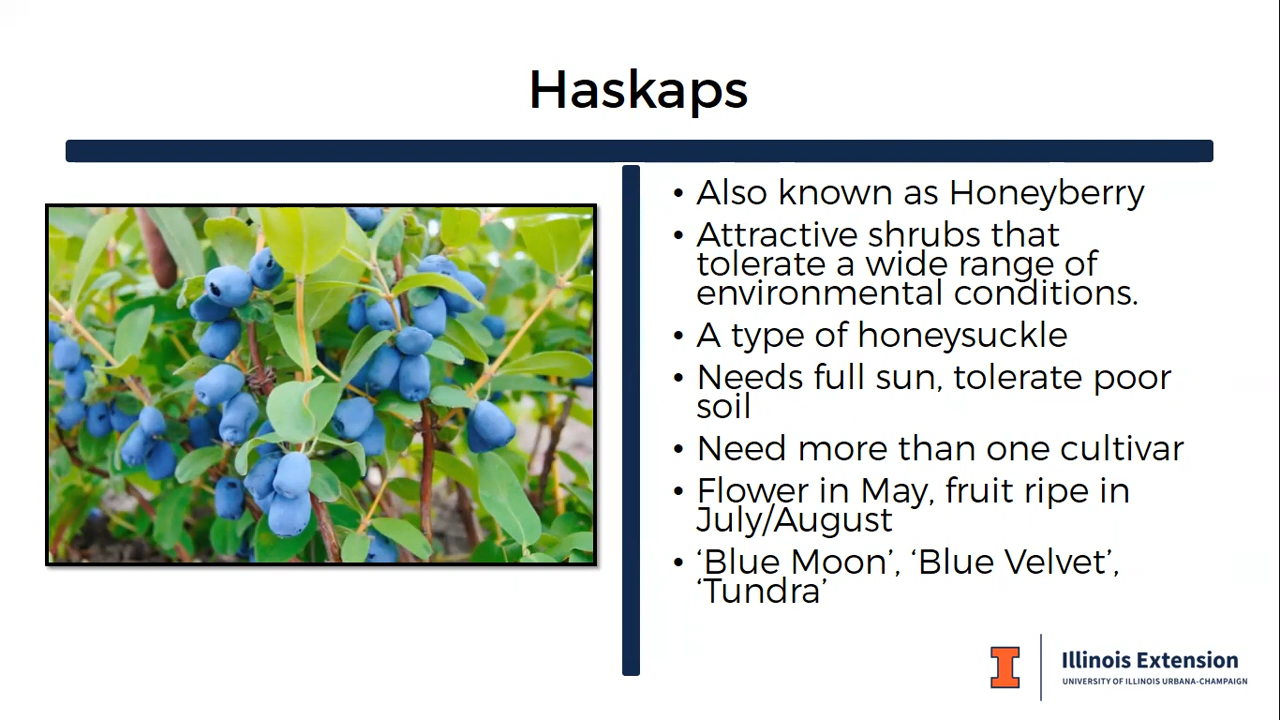 Haskaps
• Also known as Honeyberry
• Attractive shrubs that
tolerate a wide range of
environmental conditions.
• A type of honeysuckle
• Needs full sun, tolerate poor
soil
• Need more than one cultivar
• Flower in May, fruit ripe in
July/August
• ‘Blue Moon’, ‘Blue Velvet’,
‘Tundra’
I
Illinois Extension
UNIVERSITY OF ILLINOIS URBANA-CHAMPAIGN